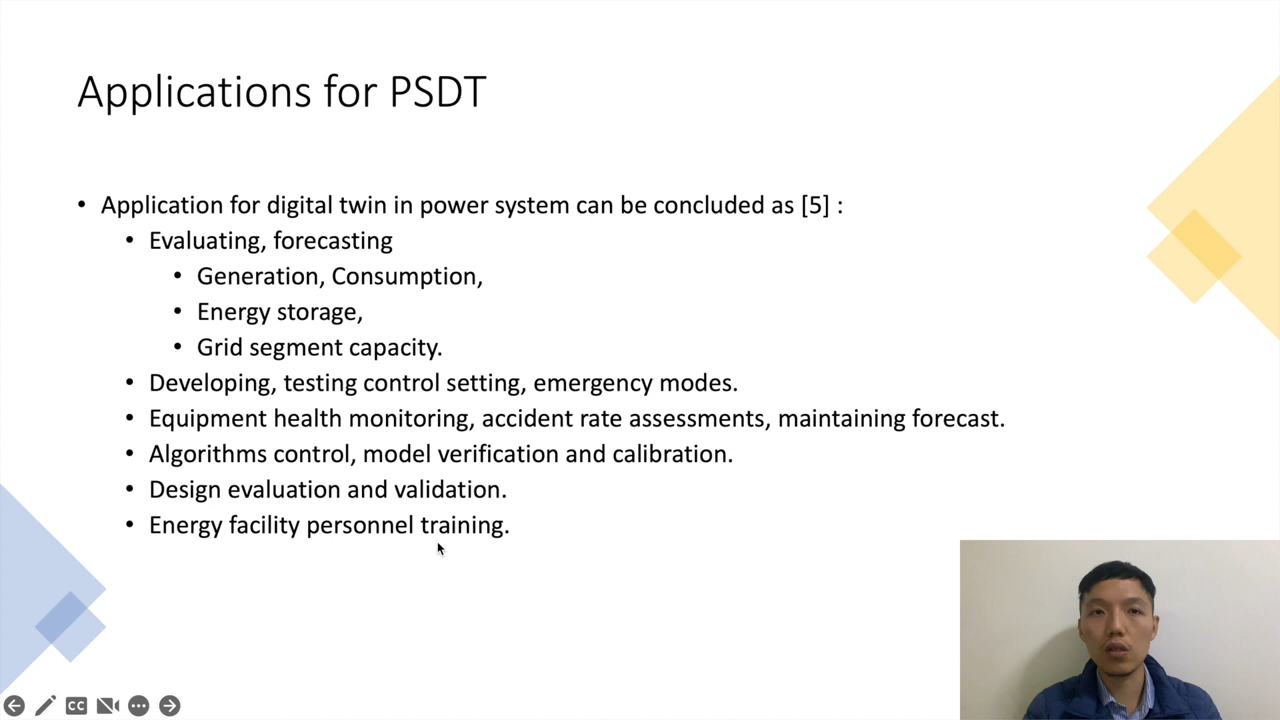 Applications for PSDT
• Application for digital twin in power system can be concluded as [5] :
• Evaluating, forecasting
• Generation, Consumption,
• Energy storage,
• Grid segment capacity.
• Developing, testing control setting, emergency modes.
• Equipment health monitoring, accident rate assessments, maintaining forecast.
• Algorithms control, model verification and calibration.
• Design evaluation and validation.
• Energy facility personnel training.
CC